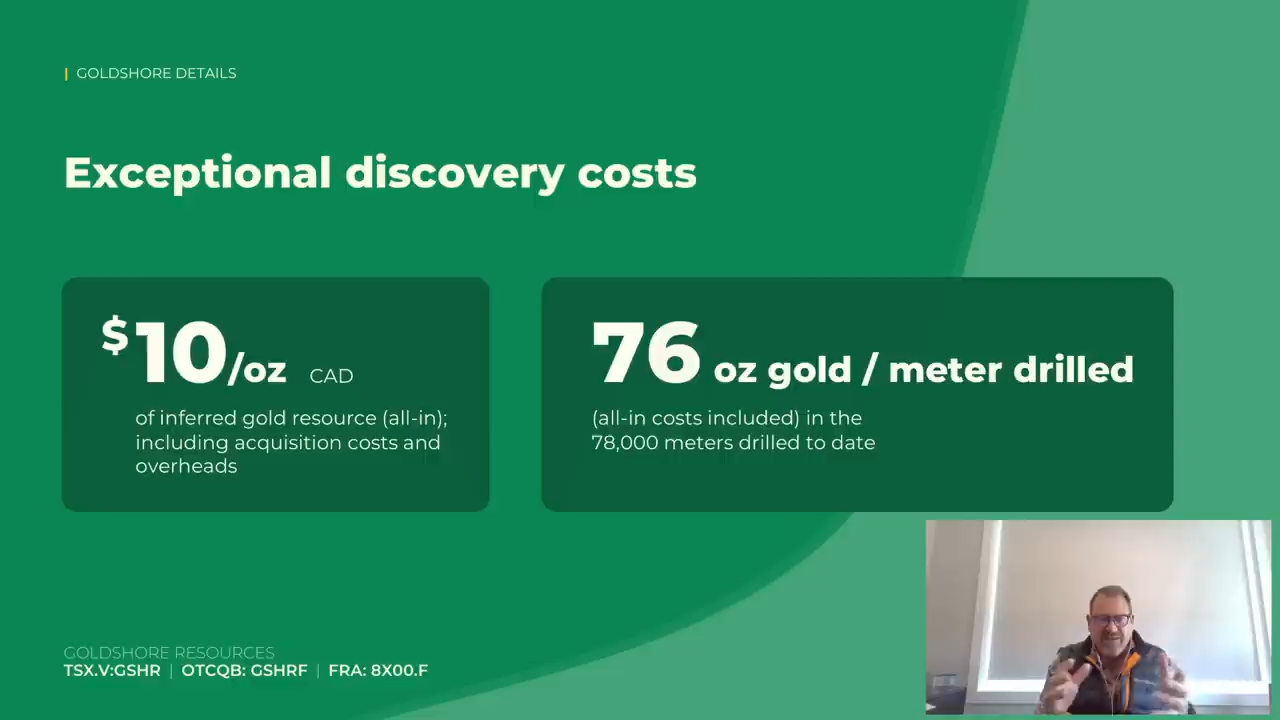 | GOLDSHORE DETAILS
Exceptional discovery costs
$10/oz CAD
of inferred gold resource (all-in);
including acquisition costs and
overheads
76 oz gold / meter drilled
(all-in costs included) in the
78,000 meters drilled to date
GOLDSHORE RESOURCES
TSX.V:GSHR | OTCQB: GSHRF | FRA: 8X00.F